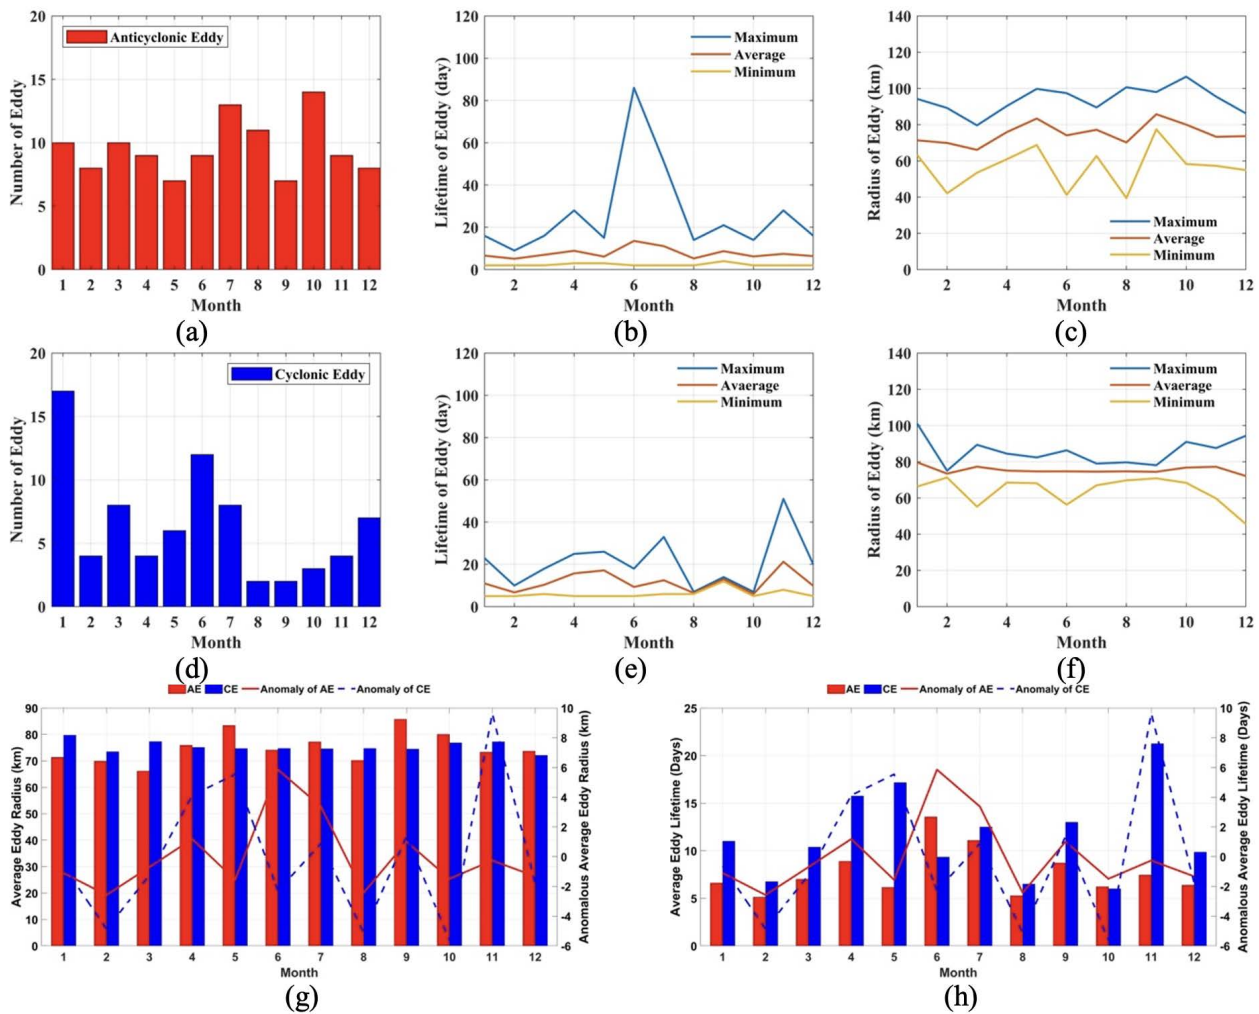 20
15
10
5
0
Number of Eddy
Anticyclonic Eddy
1 2 3 4 5 6 7 8 9 10 11 12
Month
(a)
120
100
80
60
40
20
0
Lifetime of Eddy (day)
Maximum
Average
Minimum
2 4 6 8 10 12
Month
(b)
140
120
100
80
60
40
20
0
Radius of Eddy (km)
Maximum
Average
Minimum
2 4 6 8 10 12
Month
(c)
20
15
10
5
0
Number of Eddy
Cyclonic Eddy
1 2 3 4 5 6 7 8 9 10 11 12
Month
(d)
120
100
80
60
40
20
0
Lifetime of Eddy (day)
Maximum
Avaerage
Minimum
2 4 6 8 10 12
Month
(e)
140
120
100
80
60
40
20
0
Radius of Eddy (km)
Maximum
Avaerage
Minimum
2 4 6 8 10 12
Month
(f)
AE CE Anomaly of AE Anomaly of CE
90
80
70
60
50
40
30
20
10
0
Average Eddy Radius (km)
10
8
6
4
2
0
-2
-4
-6
Anomalous Average Eddy Radius (km)
1 2 3 4 5 6 7 8 9 10 11 12
Month
(g)
AE CE Anomaly of AE Anomaly of CE
25
20
15
10
5
0
Average Eddy Lifetime (Days)
10
8
6
4
2
0
-2
-4
-6
Anomalous Average Eddy Lifetime (Days)
1 2 3 4 5 6 7 8 9 10 11 12
Month
(h)